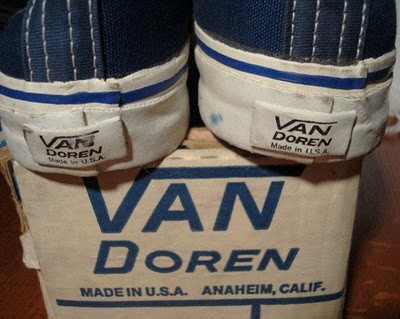 VAN
DOREN
Made in U.S.A.
VAN
DOREN
Made in U.S.A.
VAN
DOREN
MADE IN U.S.A. ANAHEIM, CALIF.